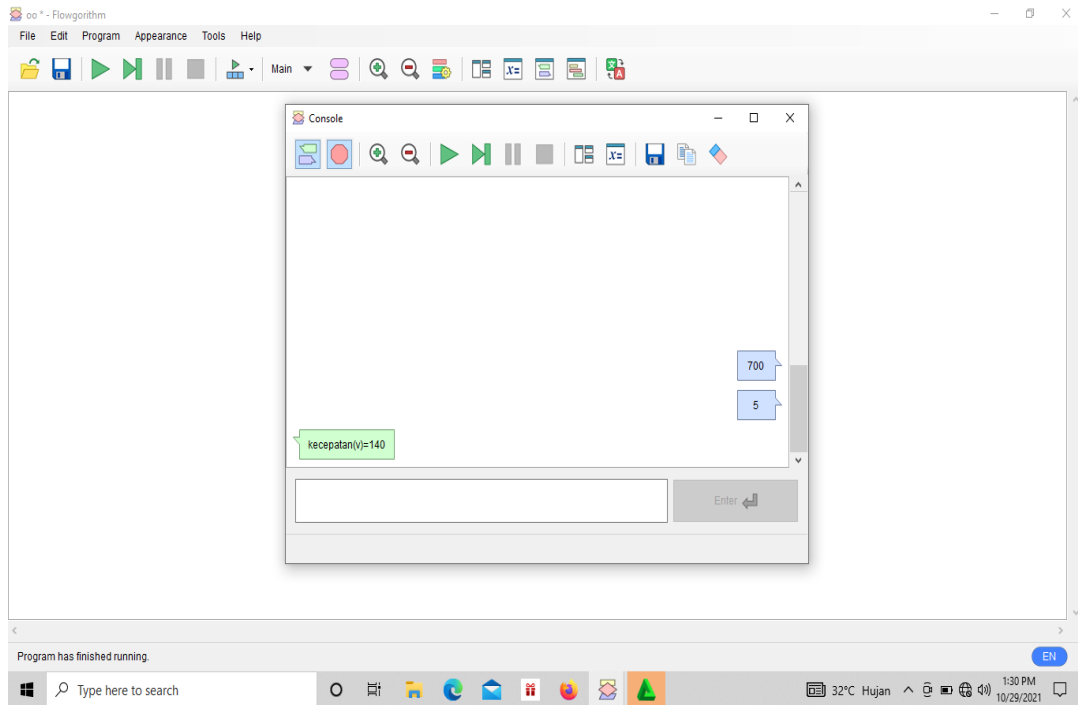 oo * - Flowgorithm
File Edit Program Appearance Tools Help
Main
x=
Console
x=
700
5
kecepatan(v)=140
Enter
Program has finished running.
EN
Type here to search
32°C Hujan
1:30 PM
10/29/2021